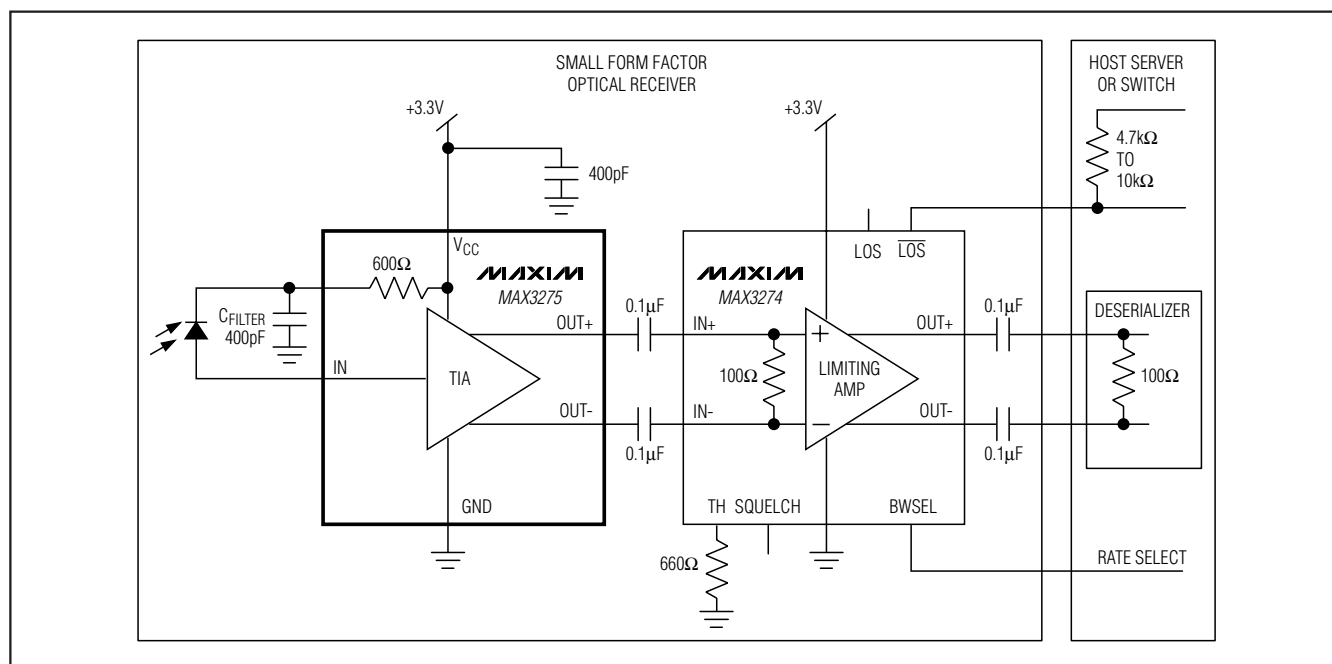 SMALL FORM FACTOR
OPTICAL RECEIVER
HOST SERVER
OR SWITCH
+3.3V
+3.3V
4.7kΩ
TO
10kΩ
400pF
VCC
LOS
LOS
600Ω
MAXIM
MAX3275
MAXIM
MAX3274
CFILTER
400pF
0.1μF
0.1μF
DESERIALIZER
OUT+
IN+
+
OUT+
IN
TIA
100Ω
LIMITING
AMP
100Ω
OUT-
IN-
−
OUT-
0.1μF
0.1μF
GND
TH SQUELCH
BWSEL
660Ω
RATE SELECT